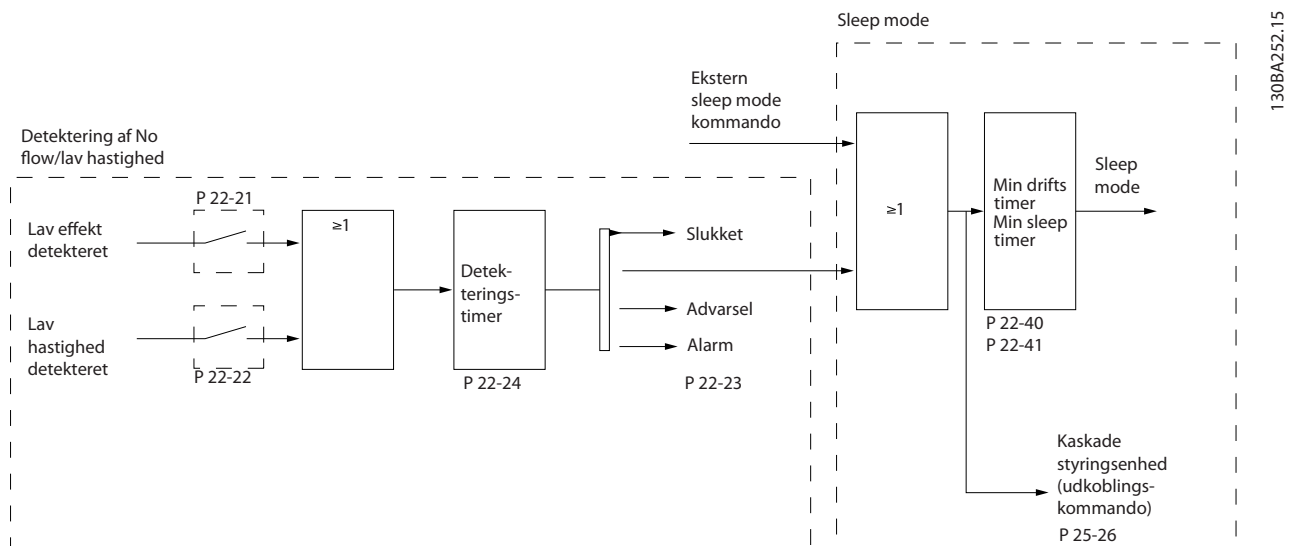 Sleep mode
130BA252.15
Ekstern
sleep mode
kommando
Detektering af No
flow/lav hastighed
P 22-21
Lav effekt
detekteret
≥1
Lav
hastighed
detekteret
P 22-22
Detek-
terings-
timer
P 22-24
Slukket
Advarsel
Alarm
P 22-23
≥1
Min drifts
timer
Min sleep
timer
P 22-40
P 22-41
Sleep
mode
Kaskade
styringsenhed
(udkoblings-
kommando)
P 25-26